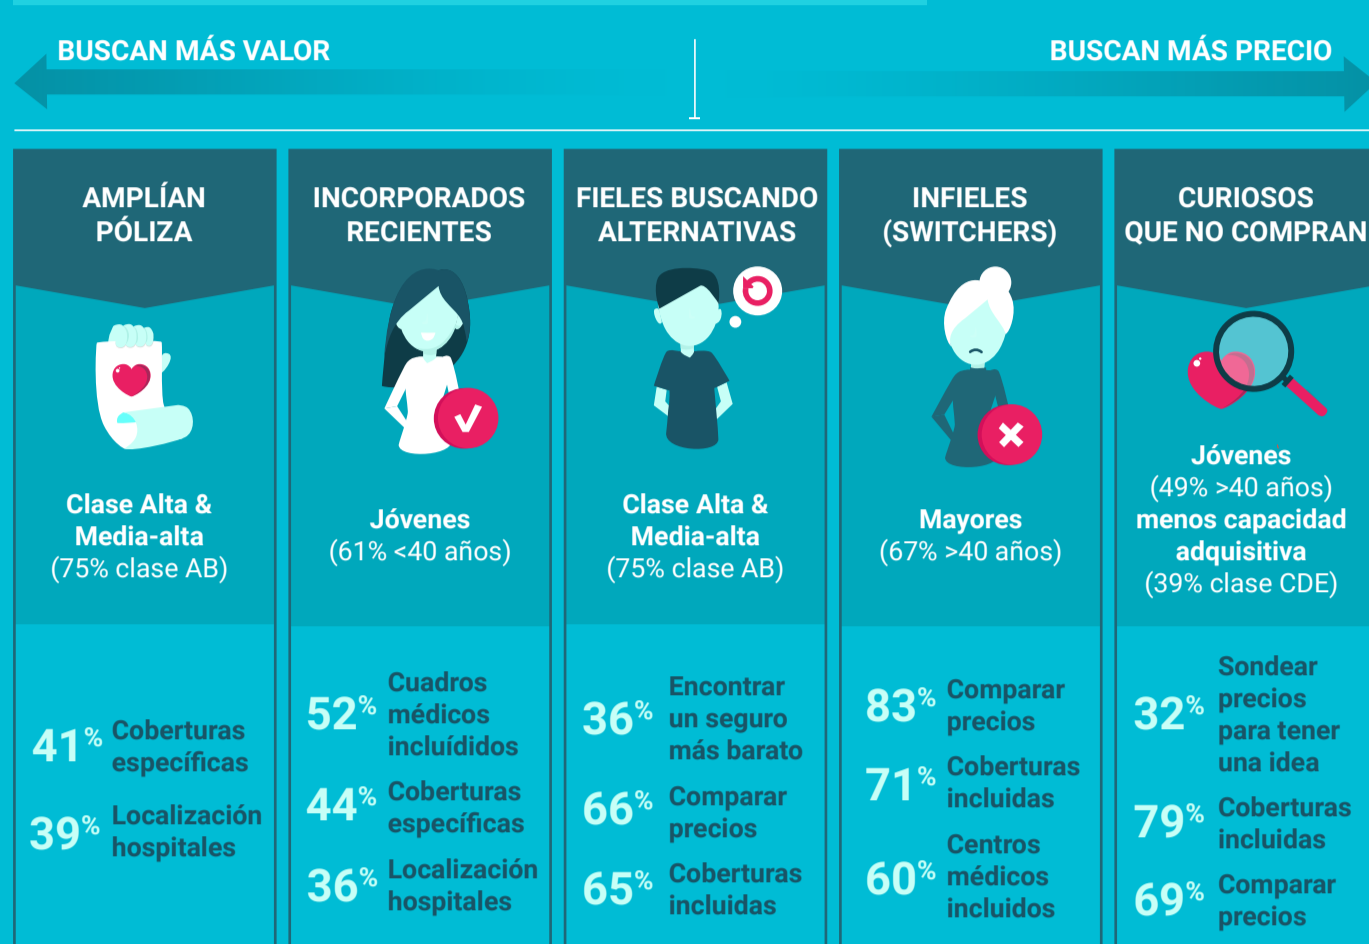 BUSCAN MÁS VALOR
BUSCAN MÁS PRECIO
AMPLÍAN
PÓLIZA
Clase Alta &
Media-alta
(75% clase AB)
41% Coberturas
específicas
39% Localización
hospitales
INCORPORADOS
RECIENTES
Jóvenes
(61% <40 años)
52% Cuadros
médicos
incluídidos
44% Coberturas
específicas
36% Localización
hospitales
FIELES BUSCANDO
ALTERNATIVAS
Clase Alta &
Media-alta
(75% clase AB)
36% Encontrar
un seguro
más barato
66% Comparar
precios
65% Coberturas
incluidas
INFIELES
(SWITCHERS)
Mayores
(67% >40 años)
83% Comparar
precios
71% Coberturas
incluidas
60% Centros
médicos
incluidos
CURIOSOS
QUE NO COMPRAN
Jóvenes
(49% >40 años)
menos capacidad
adquisitiva
(39% clase CDE)
32% Sondear
precios
para tener
una idea
79% Coberturas
incluidas
69% Comparar
precios